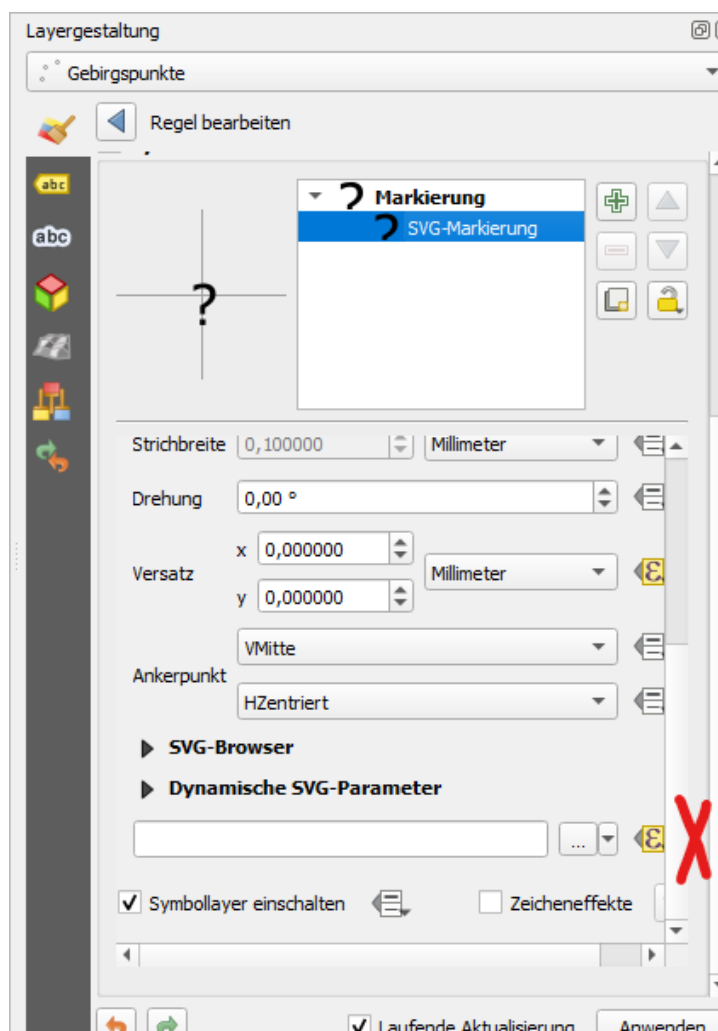 Layergestaltung
Gebirgspunkte
Regel bearbeiten
abc
abc
? Markierung
? SVG-Markierung
?
Strichbreite 0,100000 Millimeter
Drehung 0,00 °
Versatz x 0,000000 Millimeter
y 0,000000
VMitte
Ankerpunkt
HZentriert
SVG-Browser
Dynamische SVG-Parameter
... ε
Symbollayer einschalten Zeicheneffekte
Laufende Aktualisierung Anwenden